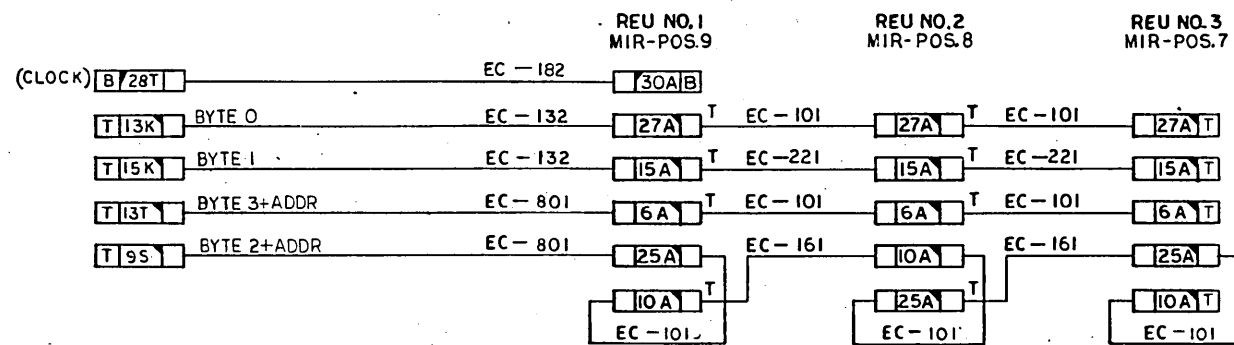 REU NO.1 REU NO.2 REU NO.3
MIR-POS.9 MIR-POS.8 MIR-POS.7
(CLOCK) B 28T EC-182 30A B
T 13K BYTE 0 EC-132 27A T EC-101 27A T EC-101 27A T
T 15K BYTE 1 EC-132 15A T EC-221 15A T EC-221 15A T
T 13T BYTE 3+ADDR EC-801 6A T EC-101 6A T EC-101 6A T
T 9S BYTE 2+ADDR EC-801 25A EC-161 10A EC-161 25A
10A T 25A T 10A T
EC-101 EC-101 EC-101